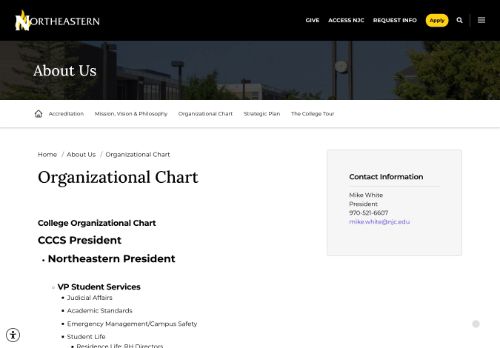 NORTHEASTERN
GIVE ACCESS NJC REQUEST INFO Apply
About Us
Accreditation Mission, Vision & Philosophy Organizational Chart Strategic Plan The College Tour
Home / About Us / Organizational Chart
Organizational Chart
College Organizational Chart
CCCS President
Northeastern President
VP Student Services
Judicial Affairs
Academic Standards
Emergency Management/Campus Safety
Student Life
Residence Life: RH Directors
Contact Information
Mike White
President
970-521-6607
mike.white@njc.edu